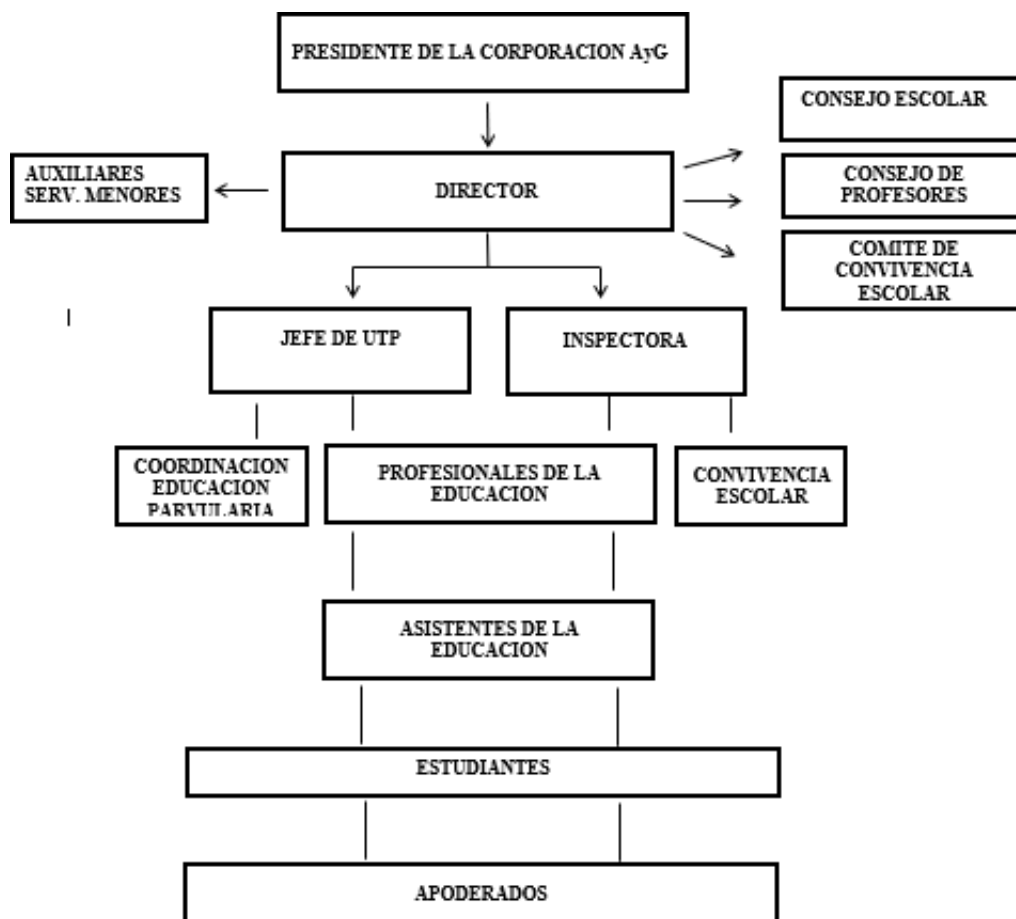 PRESIDENTE DE LA CORPORACION AyG
CONSEJO ESCOLAR
AUXILIARES
SERV. MENORES
DIRECTOR
CONSEJO DE
PROFESORES
COMITE DE
CONVIVENCIA
ESCOLAR
JEFE DE UTP
INSPECTORA
COORDINACION
EDUCACION
PARVULARIA
PROFESIONALES DE LA
EDUCACION
CONVIVENCIA
ESCOLAR
ASISTENTES DE LA
EDUCACION
ESTUDIANTES
APODERADOS